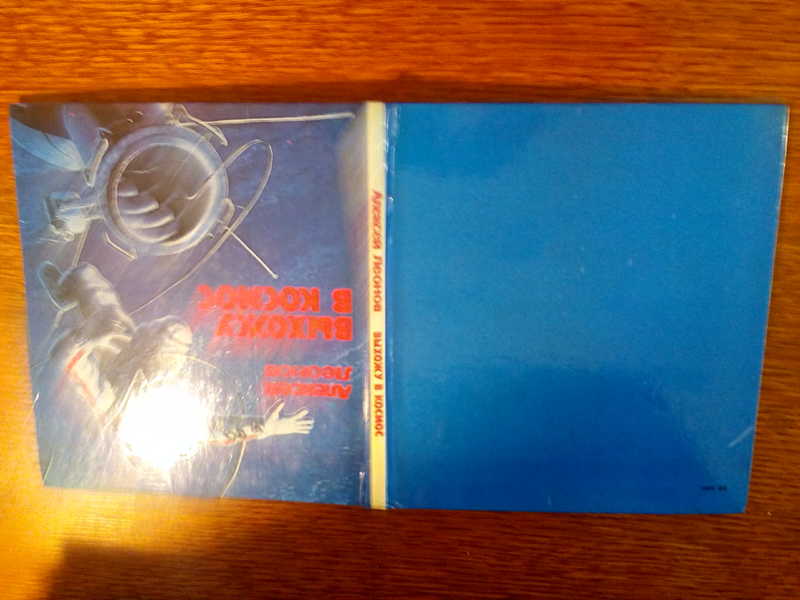 Алексей
Леонов
ВЫХОЖУ
В КОСМОС
Алексей Леонов ВЫХОЖУ В КОСМОС